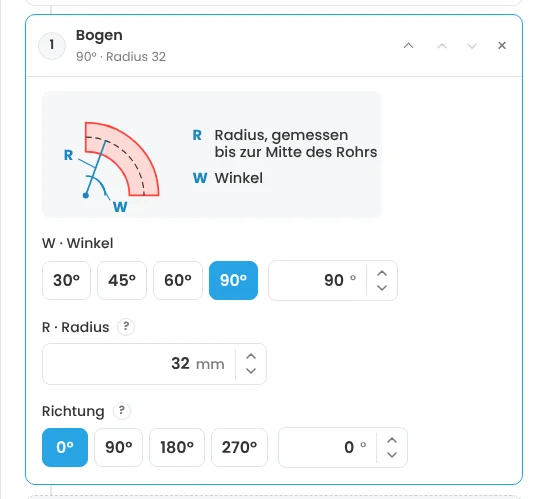 1
Bogen
90° · Radius 32
R
R Radius, gemessen
bis zur Mitte des Rohrs
W Winkel
W
W · Winkel
30° 45° 60° 90° 90 °
R · Radius ?
32 mm
Richtung ?
0° 90° 180° 270° 0 °